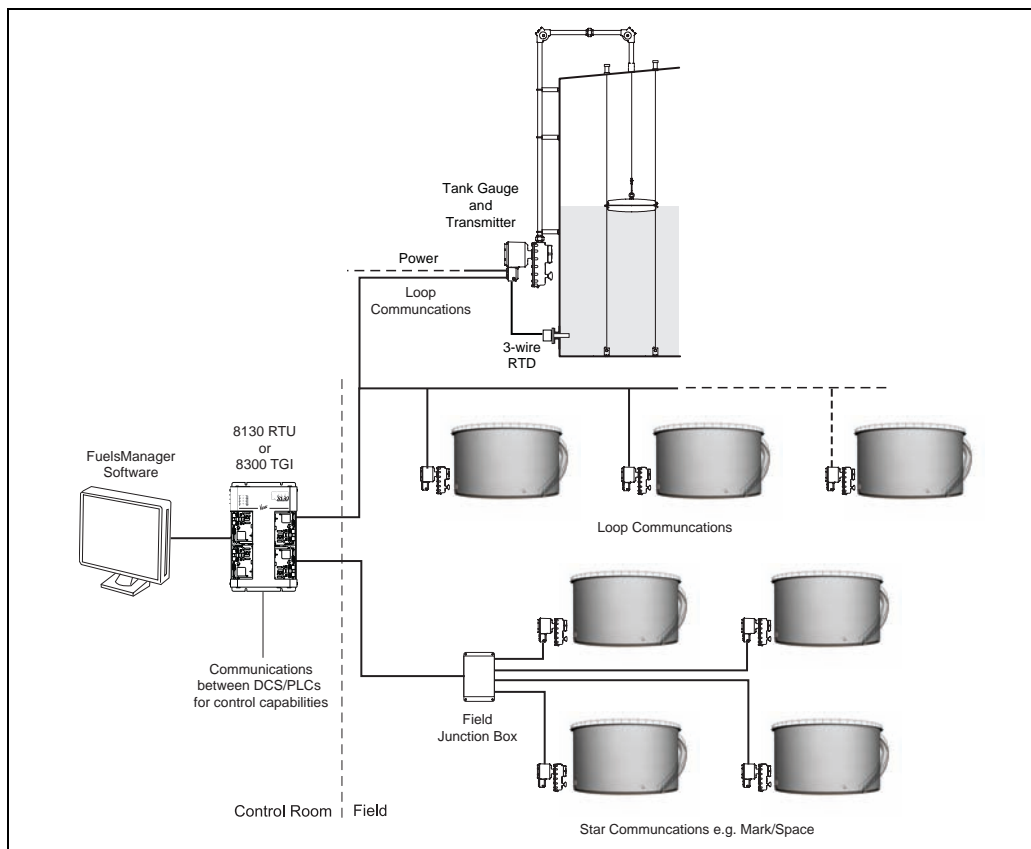 Tank Gauge
and
Transmitter
Power
Loop
Communcations
3-wire
RTD
8130 RTU
or
8300 TGI
FuelsManager
Software
Loop Communcations
Communications
between DCS/PLCs
for control capabilities
Field
Junction Box
Control Room
Field
Star Communcations e.g. Mark/Space